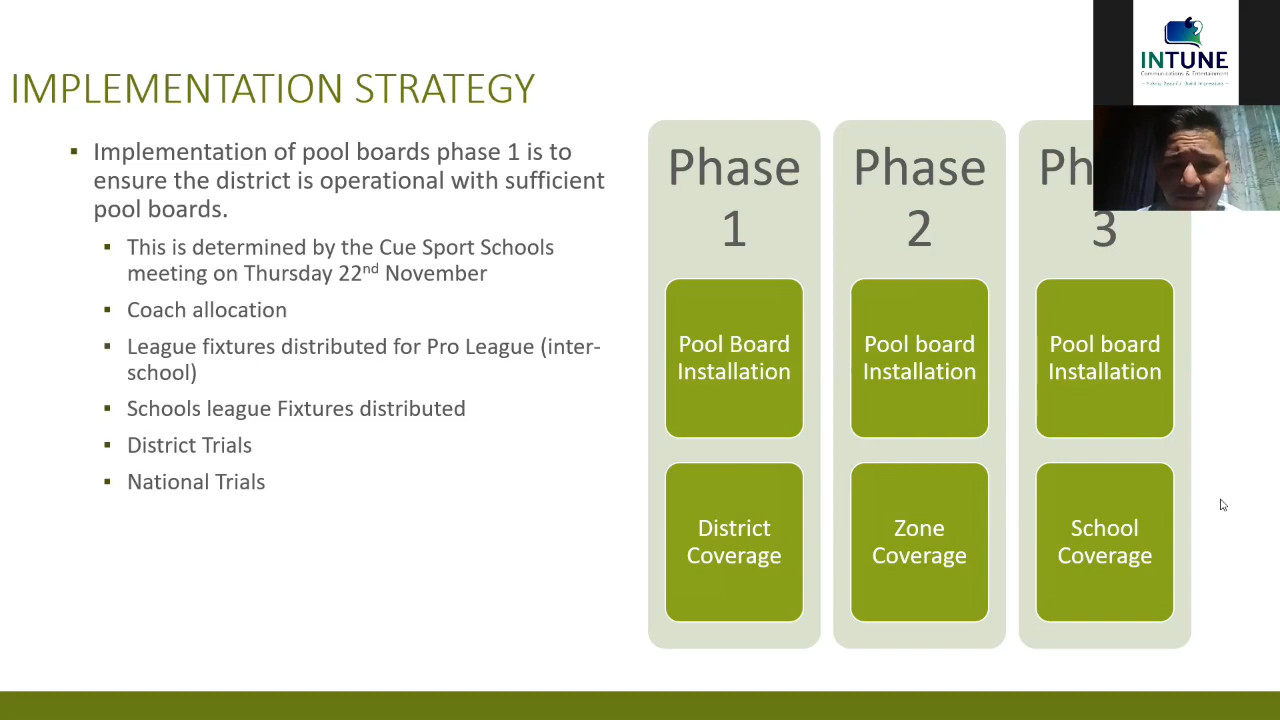 INTUNE
Communications & Entertainment
IMPLEMENTATION STRATEGY
▪ Implementation of pool boards phase 1 is to
ensure the district is operational with sufficient
pool boards.
▪ This is determined by the Cue Sport Schools
meeting on Thursday 22nd November
▪ Coach allocation
▪ League fixtures distributed for Pro League (inter-
school)
▪ Schools league Fixtures distributed
▪ District Trials
▪ National Trials
Phase
1
Pool Board
Installation
District
Coverage
Phase
2
Pool board
Installation
Zone
Coverage
Ph
3
Pool board
Installation
School
Coverage